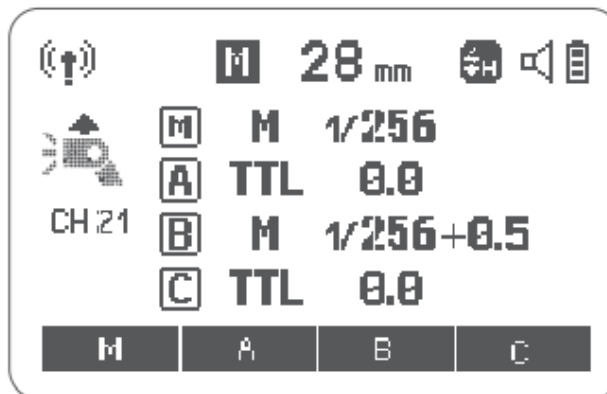 M 28 mm H
M M 1/256
A TTL 0.0
CH 21
B M 1/256+0.5
C TTL 0.0
M A B C